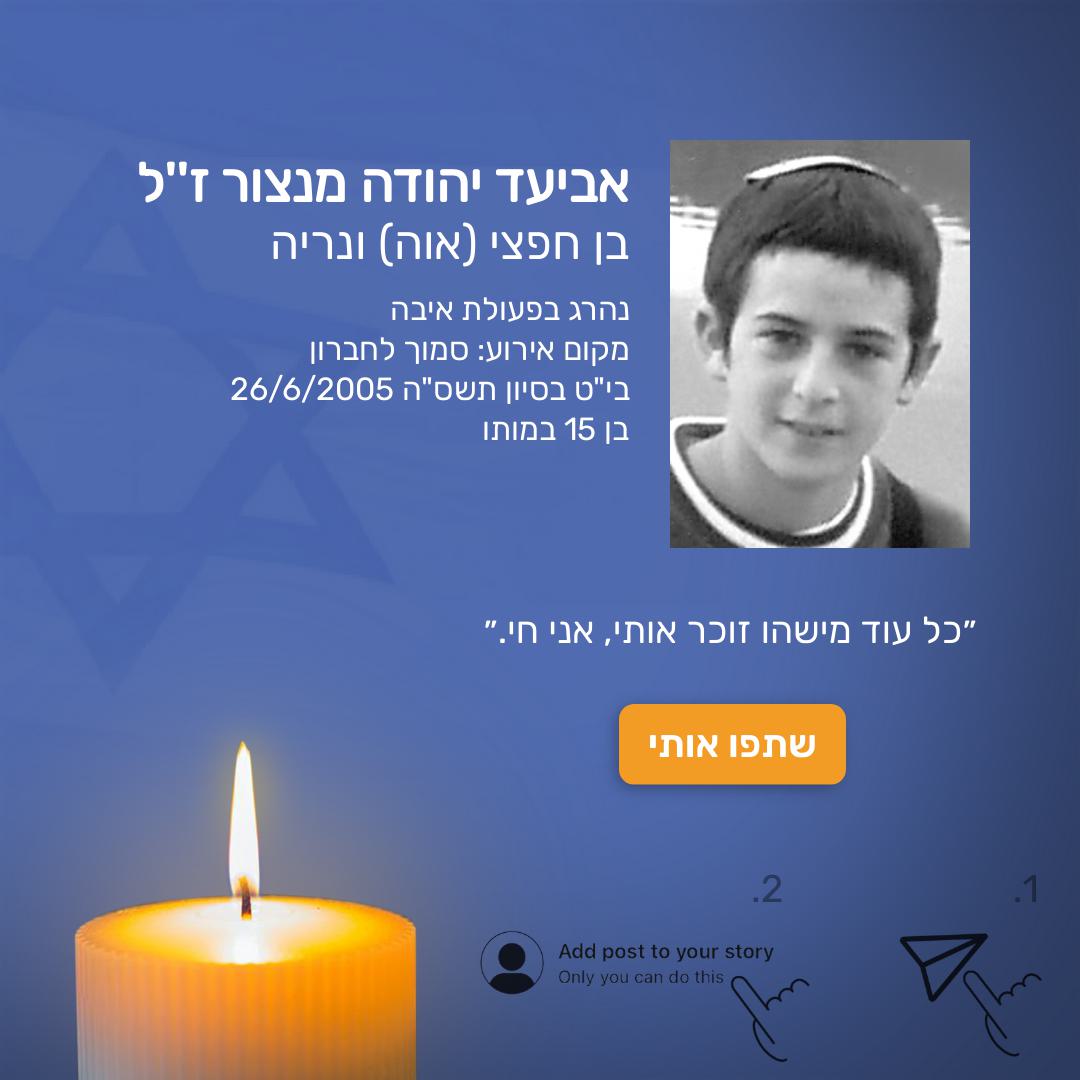 אביעד יהודה מנצור ז"ל
בן חפצי (אוה) ונריה
נהרג בפעולת איבה
מקום אירוע: סמוך לחברון
בי"ט בסיון תשס"ה 26/6/2005
בן 15 במותו
״כל עוד מישהו זוכר אותי, אני חי.״
שתפו אותי
.1
.2
Add post to your story
Only you can do this